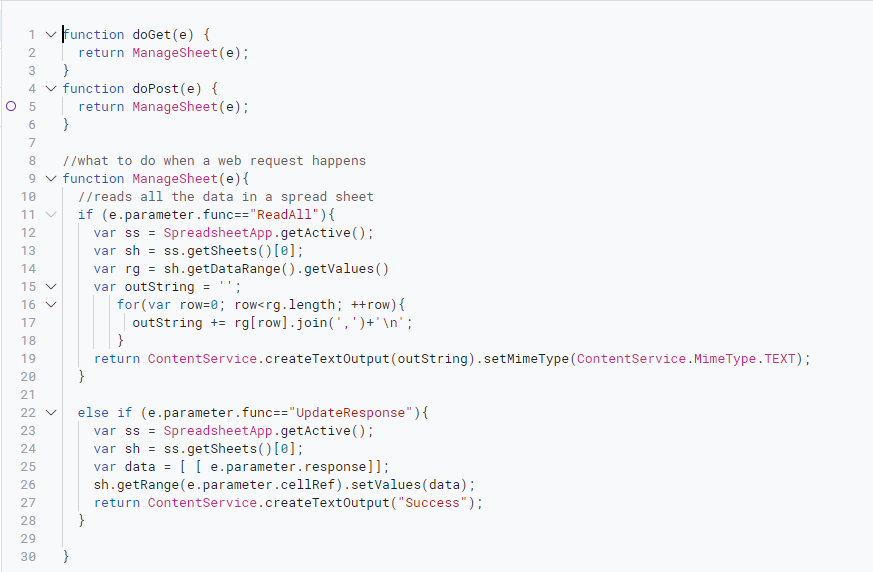 1 function doGet(e) {
2 return ManageSheet(e);
3 }
4 function doPost(e) {
5 return ManageSheet(e);
6 }
7
8 //what to do when a web request happens
9 function ManageSheet(e){
10 //reads all the data in a spread sheet
11 if (e.parameter.func=="ReadAll"){
12 var ss = SpreadsheetApp.getActive();
13 var sh = ss.getSheets()[0];
14 var rg = sh.getDataRange().getValues()
15 var outString = '';
16 for(var row=0; row<rg.length; ++row){
17 outString += rg[row].join(',')+'\n';
18 }
19 return ContentService.createTextOutput(outString).setMimeType(ContentService.MimeType.TEXT);
20 }
21
22 else if (e.parameter.func=="UpdateResponse"){
23 var ss = SpreadsheetApp.getActive();
24 var sh = ss.getSheets()[0];
25 var data = [ [ e.parameter.response]];
26 sh.getRange(e.parameter.cellRef).setValues(data);
27 return ContentService.createTextOutput("Success");
28 }
29
30 }